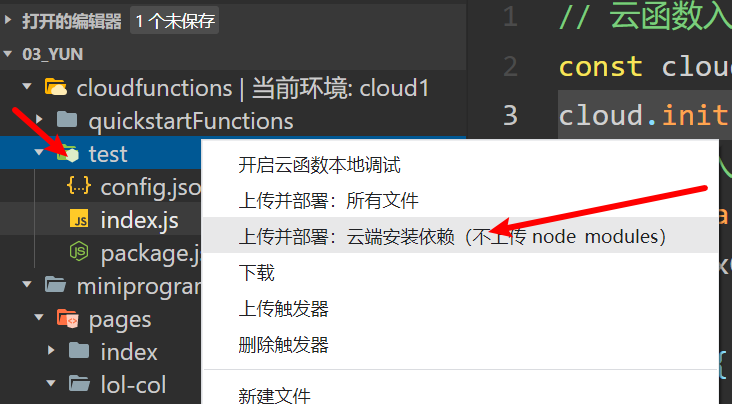 打开的编辑器 1 个未保存
03_YUN
cloudfunctions | 当前环境: cloud1
quickstartFunctions
test
config.jso
index.js
package.j
miniprogram
pages
index
lol-col
开启云函数本地调试
上传并部署：所有文件
上传并部署：云端安装依赖（不上传 node_modules）
下载
上传触发器
删除触发器
新建文件
1 // 云函数入
2 const cloud
3 cloud.init
{